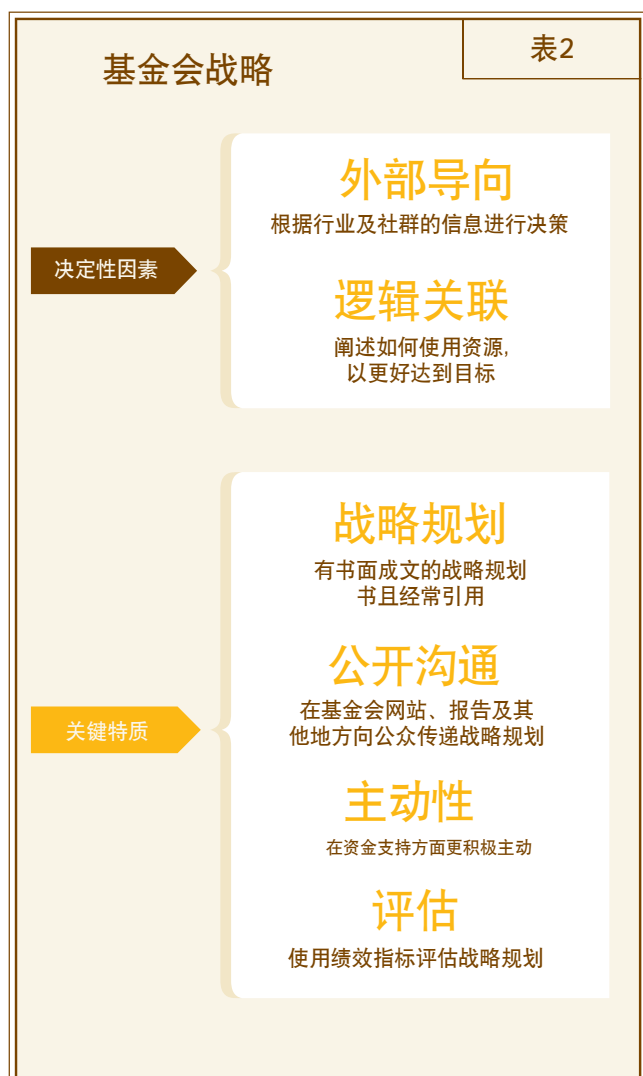 基金会战略
表2
决定性因素
外部导向
根据行业及社群的信息进行决策
逻辑关联
阐述如何使用资源,
以更好达到目标
关键特质
战略规划
有书面成文的战略规划
书且经常引用
公开沟通
在基金会网站、报告及其
他地方向公众传递战略规划
主动性
在资金支持方面更积极主动
评估
使用绩效指标评估战略规划